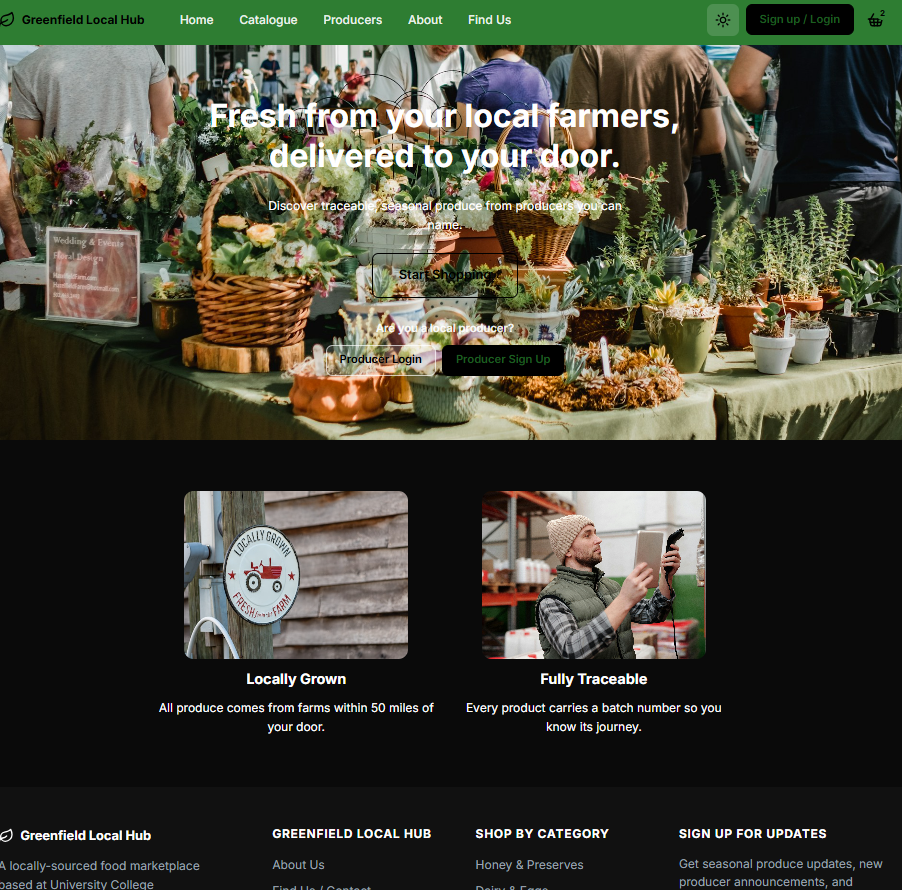 Greenfield Local Hub
Home
Catalogue
Producers
About
Find Us
Sign up / Login
2
Fresh from your local farmers,
delivered to your door.
Discover traceable, seasonal produce from producers you can
name.
Wedding & Events
Floral Design
Start Shopping
Are you a local producer?
Producer Login
Producer Sign Up
LOCALLY GROWN
FRESH FARM
Locally Grown
All produce comes from farms within 50 miles of
your door.
Fully Traceable
Every product carries a batch number so you
know its journey.
Greenfield Local Hub
A locally-sourced food marketplace
based at University College
GREENFIELD LOCAL HUB
About Us
Find Us / Contact
SHOP BY CATEGORY
Honey & Preserves
Dairy & Eggs
SIGN UP FOR UPDATES
Get seasonal produce updates, new
producer announcements, and